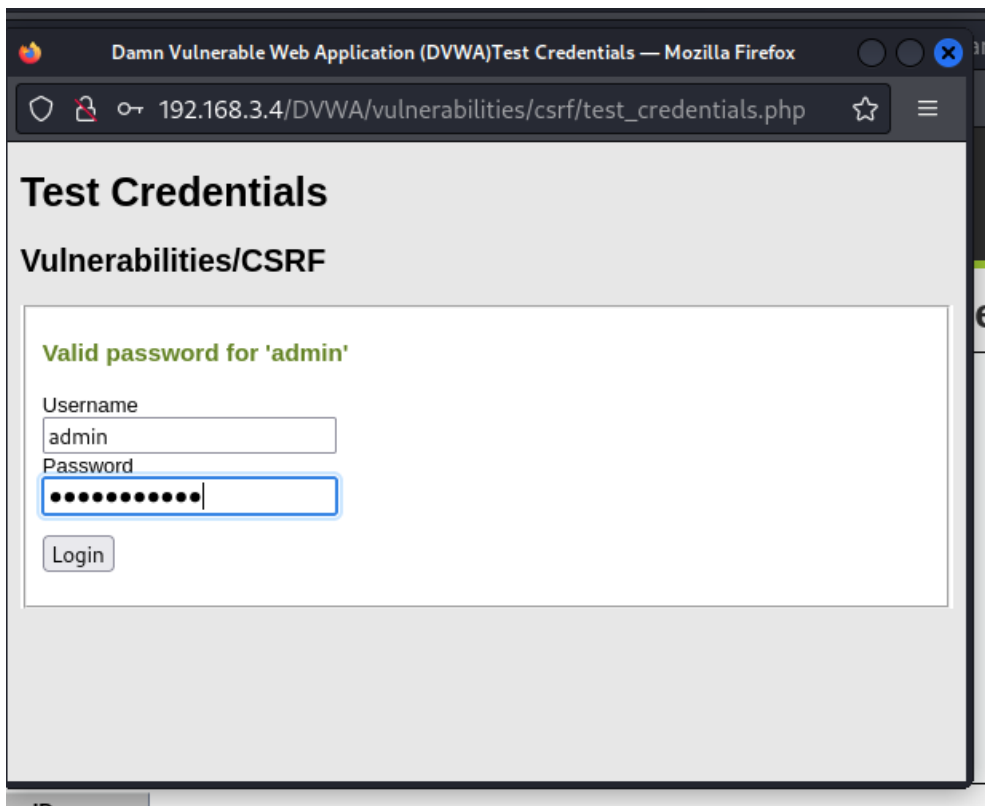 Damn Vulnerable Web Application (DVWA)Test Credentials — Mozilla Firefox
192.168.3.4/DVWA/vulnerabilities/csrf/test_credentials.php
Test Credentials
Vulnerabilities/CSRF
Valid password for 'admin'
Username
admin
Password
●●●●●●●●●●●
Login